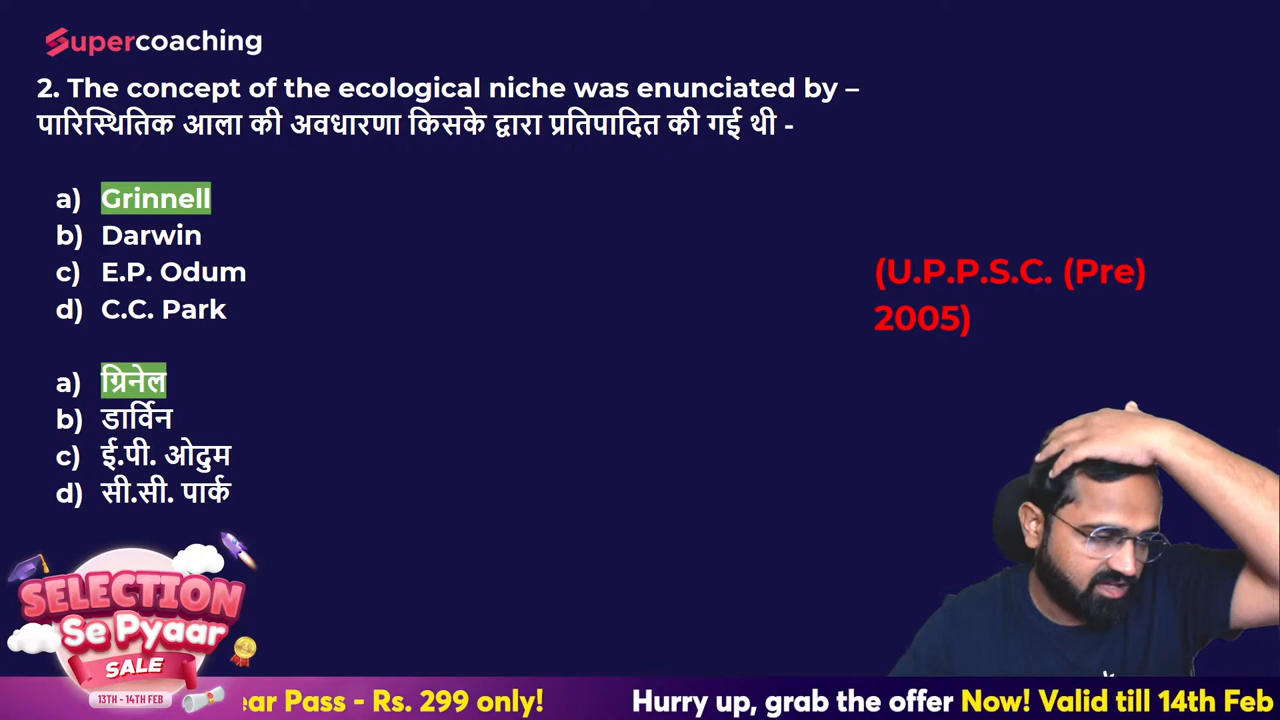 Supercoaching
2. The concept of the ecological niche was enunciated by –
पारिस्थितिक आला की अवधारणा किसके द्वारा प्रतिपादित की गई थी -
a) Grinnell
b) Darwin
c) E.P. Odum
d) C.C. Park
(U.P.P.S.C. (Pre)
2005)
a) ग्रिनेल
b) डार्विन
c) ई.पी. ओदुम
d) सी.सी. पार्क
SELECTION
Se Pyaar
SALE
13TH - 14TH FEB
ear Pass - Rs. 299 only! Hurry up, grab the offer Now! Valid till 14th Feb